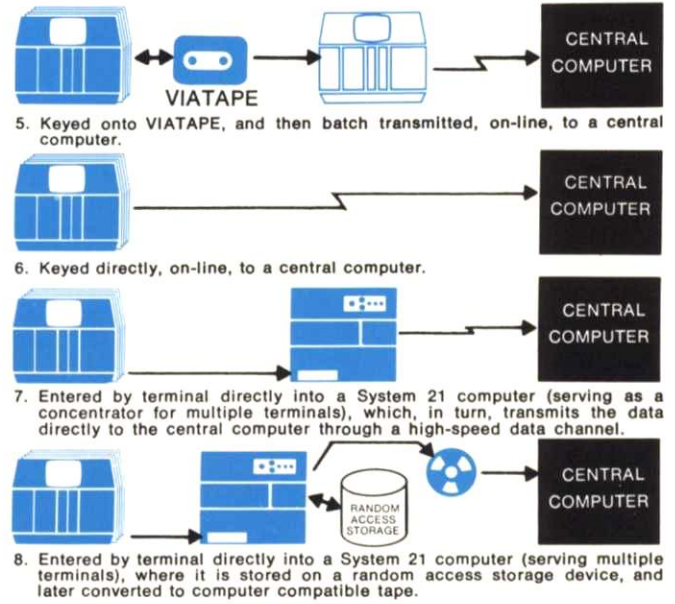 CENTRAL
COMPUTER
VIATAPE
5. Keyed onto VIATAPE, and then batch transmitted, on-line, to a central
computer.
CENTRAL
COMPUTER
6. Keyed directly, on-line, to a central computer.
CENTRAL
COMPUTER
7. Entered by terminal directly into a System 21 computer (serving as a
concentrator for multiple terminals), which, in turn, transmits the data
directly to the central computer through a high-speed data channel.
RANDOM
ACCESS
STORAGE
CENTRAL
COMPUTER
8. Entered by terminal directly into a System 21 computer (serving multiple
terminals), where it is stored on a random access storage device, and
later converted to computer compatible tape.